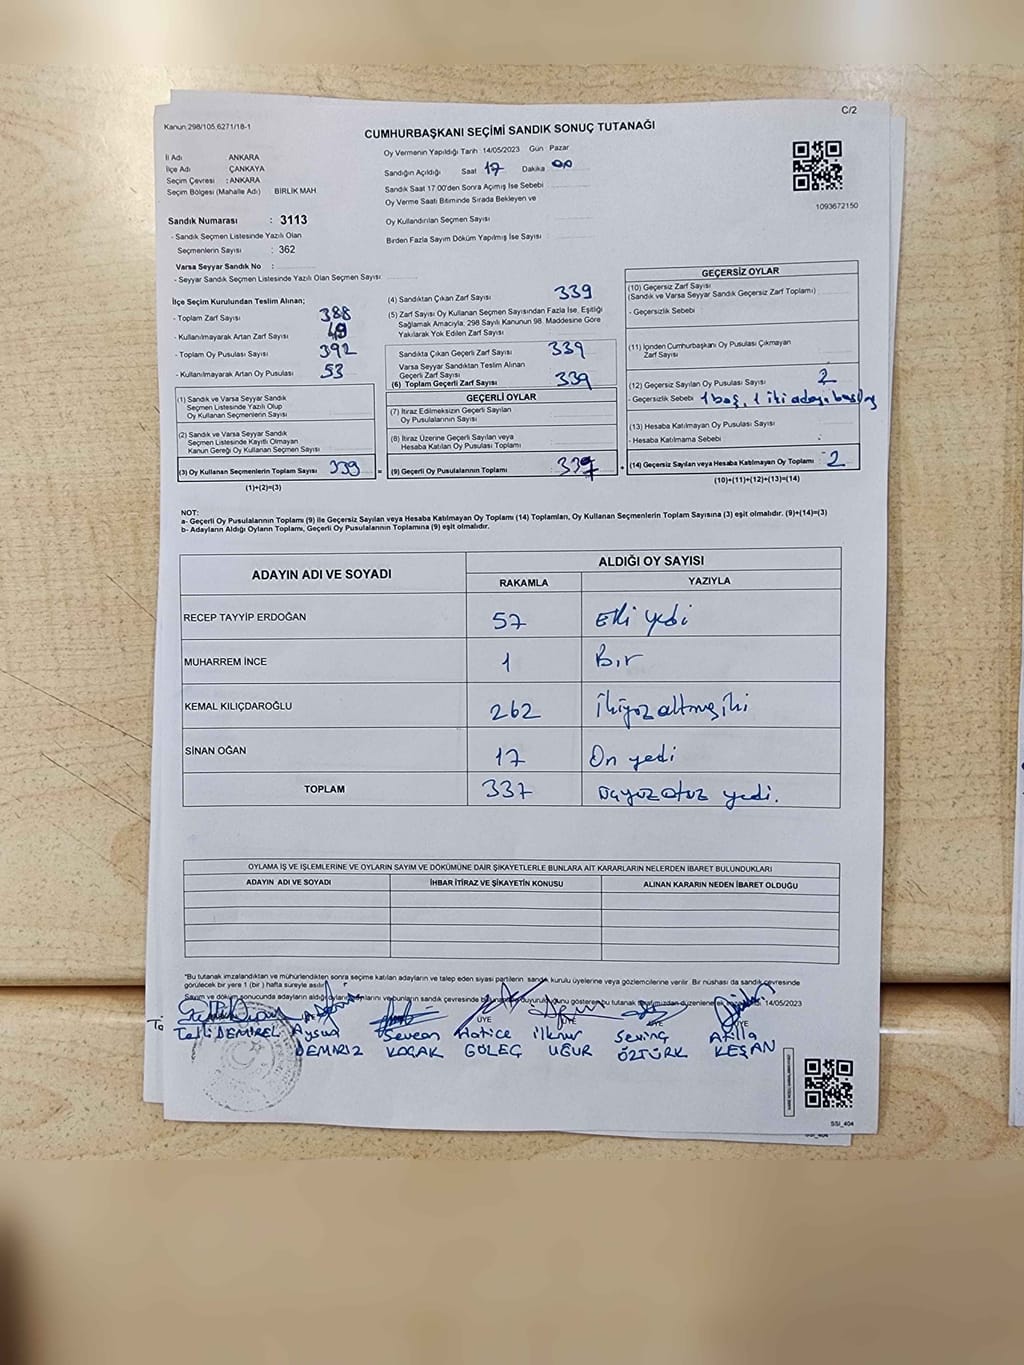 C/2
Kanun:298/105,6271/18-1
CUMHURBAŞKANI SEÇİMİ SANDIK SONUÇ TUTANAĞI
İl Adı ANKARA
İlçe Adı ÇANKAYA
Seçim Çevresi : ANKARA
Seçim Bölgesi (Mahalle Adı) BİRLİK MAH
Oy Vermenin Yapıldığı Tarih 14/05/2023 Gün Pazar
Sandığın Açıldığı Saat 17 Dakika 00
Sandık Saat 17:00'den Sonra Açımış İse Sebebi
Oy Verme Saati Bitiminde Sırada Bekleyen ve
Oy Kullandırılan Seçmen Sayısı
Birden Fazla Sayım Döküm Yapılmış İse Sayısı
1093672150
Sandık Numarası : 3113
- Sandık Seçmen Listesinde Yazılı Olan
Seçmenlerin Sayısı : 362
Varsa Seyyar Sandık No :
- Seyyar Sandık Seçmen Listesinde Yazılı Olan Seçmen Sayısı
İlçe Seçim Kurulundan Teslim Alınan;
- Toplam Zarf Sayısı 388
- Kullanılmayarak Artan Zarf Sayısı 49
- Toplam Oy Pusulası Sayısı 392
- Kullanılmayarak Artan Oy Pusulası 53
(1) Sandık ve Varsa Seyyar Sandık
Seçmen Listesinde Yazılı Olup
Oy Kullanan Seçmenlerin Sayısı
(2) Sandık ve Varsa Seyyar Sandık
Seçmen Listesinde Kayıtlı Olmayan
Kanun Gereği Oy Kullanan Seçmen Sayısı
(3) Oy Kullanan Seçmenlerin Toplam Sayısı 339 =
(1)+(2)=(3)
(4) Sandıktan Çıkan Zarf Sayısı 339
(5) Zarf Sayısı Oy Kullanan Seçmen Sayısından Fazla İse, Eşitliği
Sağlamak Amacıyla, 298 Sayılı Kanunun 98. Maddesine Göre
Yakılarak Yok Edilen Zarf Sayısı
Sandıkta Çıkan Geçerli Zarf Sayısı 339
Varsa Seyyar Sandıktan Teslim Alınan
Geçerli Zarf Sayısı
(6) Toplam Geçerli Zarf Sayısı 339
GEÇERLİ OYLAR
(7) İtiraz Edilmeksizin Geçerli Sayılan
Oy Pusulalarının Sayısı
(8) İtiraz Üzerine Geçerli Sayılan veya
Hesaba Katılan Oy Pusulası Toplamı
(9) Geçerli Oy Pusulalarının Toplamı 337 +
GEÇERSİZ OYLAR
(10) Geçersiz Zarf Sayısı
(Sandık ve Varsa Seyyar Sandık Geçersiz Zarf Toplamı)
- Geçersizlik Sebebi
(11) İçinden Cumhurbaşkanı Oy Pusulası Çıkmayan
Zarf Sayısı
(12) Geçersiz Sayılan Oy Pusulası Sayısı 2
- Geçersizlik Sebebi 1 boş, 1 iki adaya
(13) Hesaba Katılmayan Oy Pusulası Sayısı
- Hesaba Katılmama Sebebi
(14) Geçersiz Sayılan veya Hesaba Katılmayan Oy Toplamı : 2
(10)+(11)+(12)+(13)=(14)
NOT:
a- Geçerli Oy Pusulalarının Toplamı (9) ile Geçersiz Sayılan veya Hesaba Katılmayan Oy Toplamı (14) Toplamları, Oy Kullanan Seçmenlerin Toplam Sayısına (3) eşit olmalıdır. (9)+(14)=(3)
b- Adayların Aldığı Oyların Toplamı, Geçerli Oy Pusulalarının Toplamına (9) eşit olmalıdır.
ADAYIN ADI VE SOYADI
ALDIĞI OY SAYISI
RAKAMLA YAZIYLA
RECEP TAYYİP ERDOĞAN 57 Elli yedi
MUHARREM İNCE 1 Bir
KEMAL KILIÇDAROĞLU 262 ikiyüz altmış iki
SİNAN OĞAN 17 On yedi
TOPLAM 337 üçyüz otuz yedi.
OYLAMA İŞ VE İŞLEMLERİNE VE OYLARIN SAYIM VE DÖKÜMÜNE DAİR ŞİKAYETLERLE BUNLARA AİT KARARLARIN NELERDEN İBARET BULUNDUKLARI
ADAYIN ADI VE SOYADI İHBAR İTİRAZ VE ŞİKAYETİN KONUSU ALINAN KARARIN NEDEN İBARET OLDUĞU
*Bu tutanak imzalandıktan ve mühürlendikten sonra seçime katılan adayların ve talep eden siyasi partilerin sandık kurulu üyelerine veya gözlemcilerine verilir. Bir nüshası da sandık çevresinde
görülecek bir yere 1 (bir) hafta süreyle asılır.
Sayım ve döküm sonucunda adayların aldığı oyların ve bunların sandık çevresinde gösteren bu tutanak tarafımızdan 14/05/2023
ÜYE ÜYE ÜYE ÜYE
Telli DEMİREL Aysun Sevcan Hatice İlknur Sevinç Atilla
DEMİRİZ KOÇAK GÖLEÇ UĞUR ÖZTÜRK KEŞAN
SSI_404